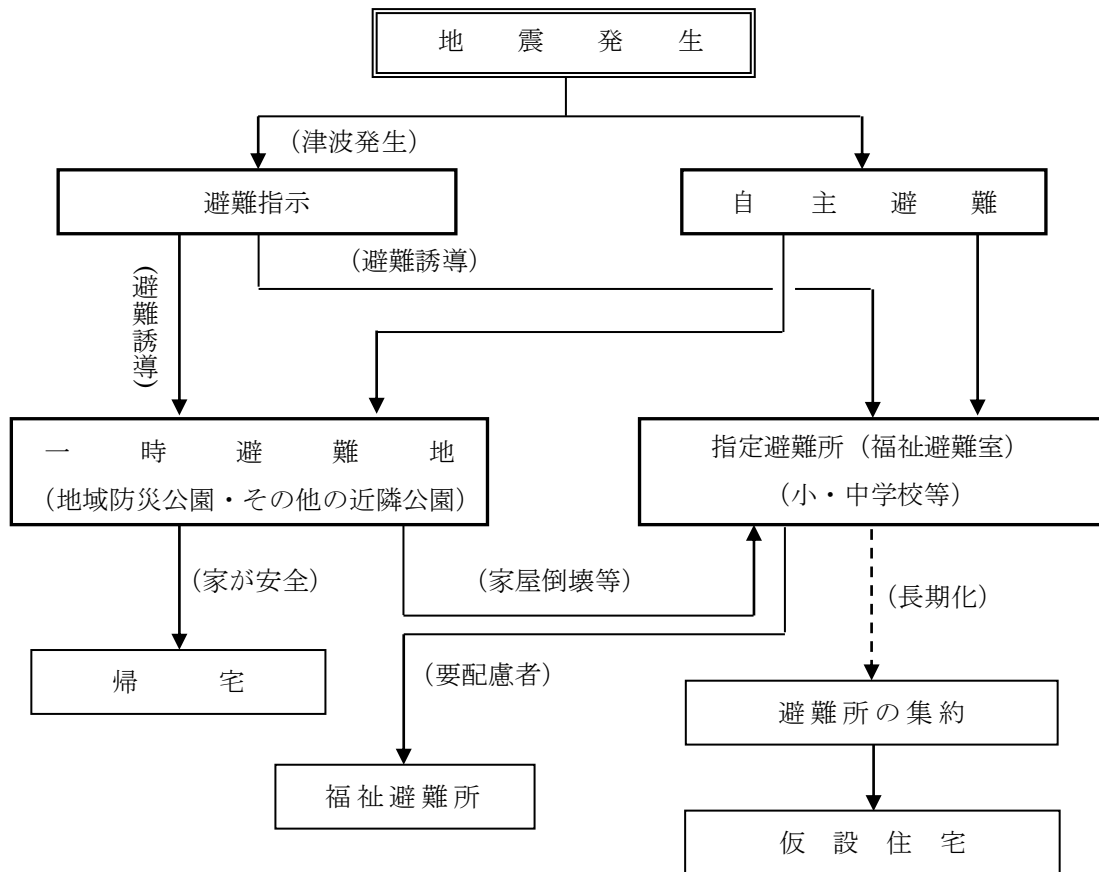 地震発生
（津波発生）
避難指示
自主避難
（避難誘導）
（避難誘導）
一時避難地
（地域防災公園・その他の近隣公園）
指定避難所（福祉避難室）
（小・中学校等）
（家が安全）
（家屋倒壊等）
（長期化）
帰宅
（要配慮者）
避難所の集約
福祉避難所
仮設住宅